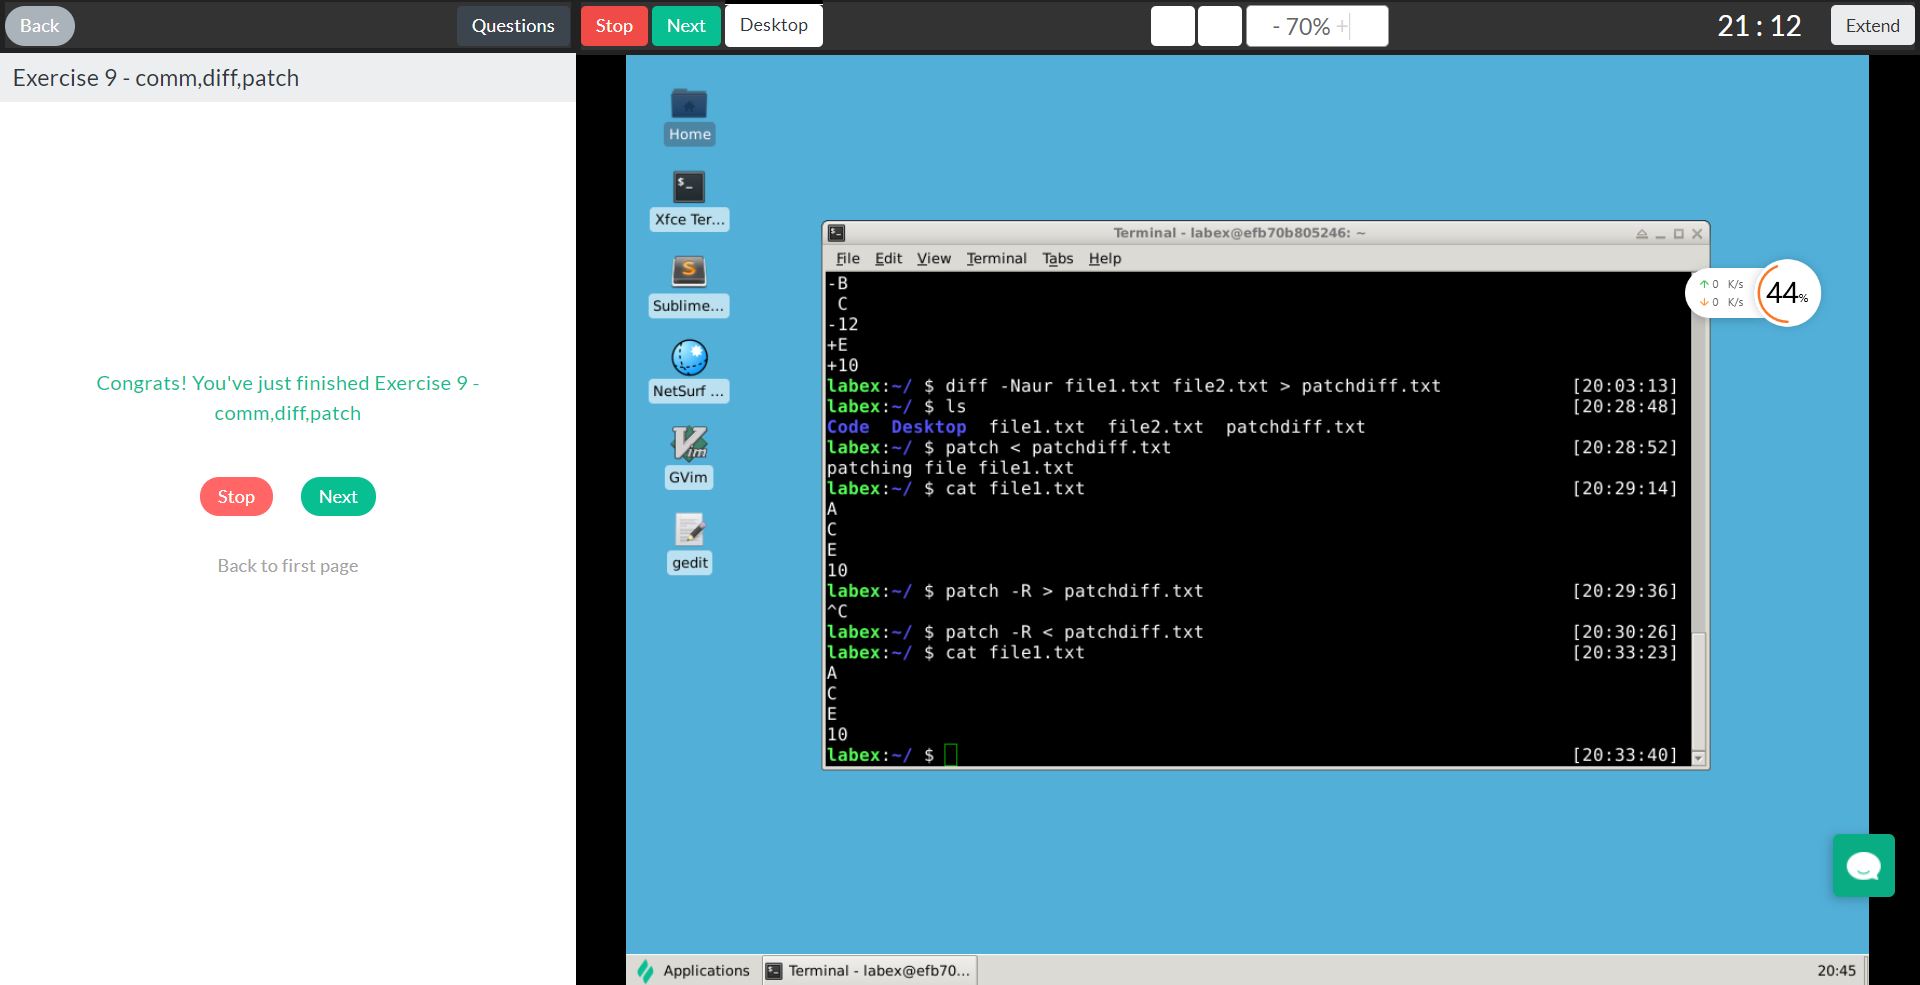 Back
Questions
Stop
Next
Desktop
- 70% +
21 : 12
Extend
Exercise 9 - comm,diff,patch
Congrats! You've just finished Exercise 9 -
comm,diff,patch
Stop
Next
Back to first page
Home
Xfce Ter...
Sublime...
NetSurf ...
GVim
gedit
Terminal - labex@efb70b805246: ~
File Edit View Terminal Tabs Help
-B
 C
-12
+E
+10
labex:~/ $ diff -Naur file1.txt file2.txt > patchdiff.txt [20:03:13]
labex:~/ $ ls [20:28:48]
Code Desktop file1.txt file2.txt patchdiff.txt
labex:~/ $ patch < patchdiff.txt [20:28:52]
patching file file1.txt
labex:~/ $ cat file1.txt [20:29:14]
A
C
E
10
labex:~/ $ patch -R > patchdiff.txt [20:29:36]
^C
labex:~/ $ patch -R < patchdiff.txt [20:30:26]
labex:~/ $ cat file1.txt [20:33:23]
A
C
E
10
labex:~/ $ [20:33:40]
↑ 0 K/s
↓ 0 K/s
44%
Applications
Terminal - labex@efb70...
20:45